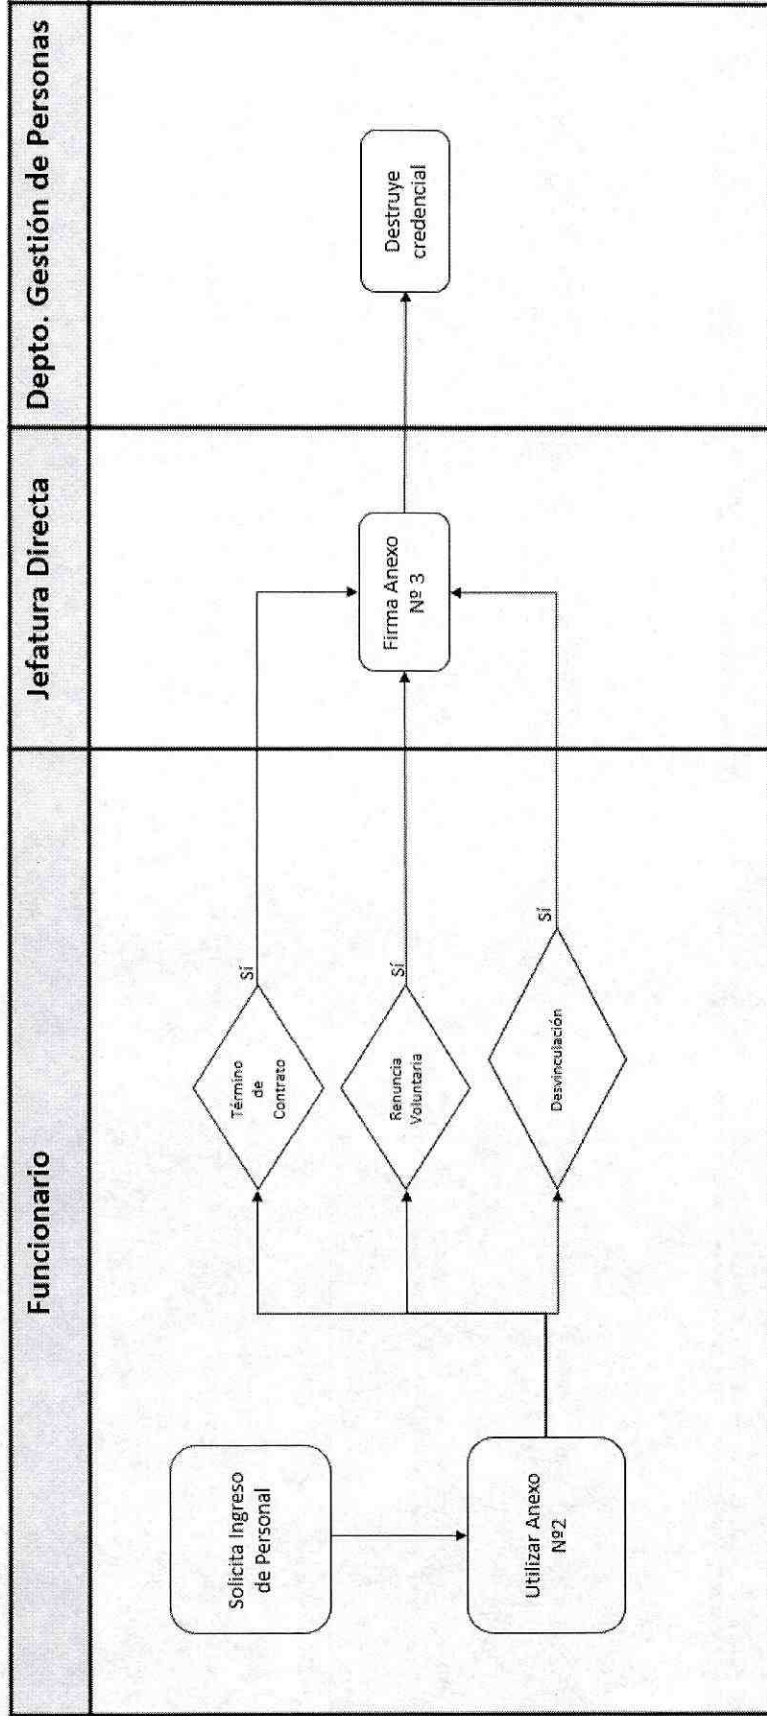 Funcionario
Jefatura Directa
Depto. Gestión de Personas
Solicita Ingreso
de Personal
Utilizar Anexo
Nº2
Término
de
Contrato
Sí
Renuncia
Voluntaria
Sí
Desvinculación
Sí
Firma Anexo
Nº 3
Destruye
credencial